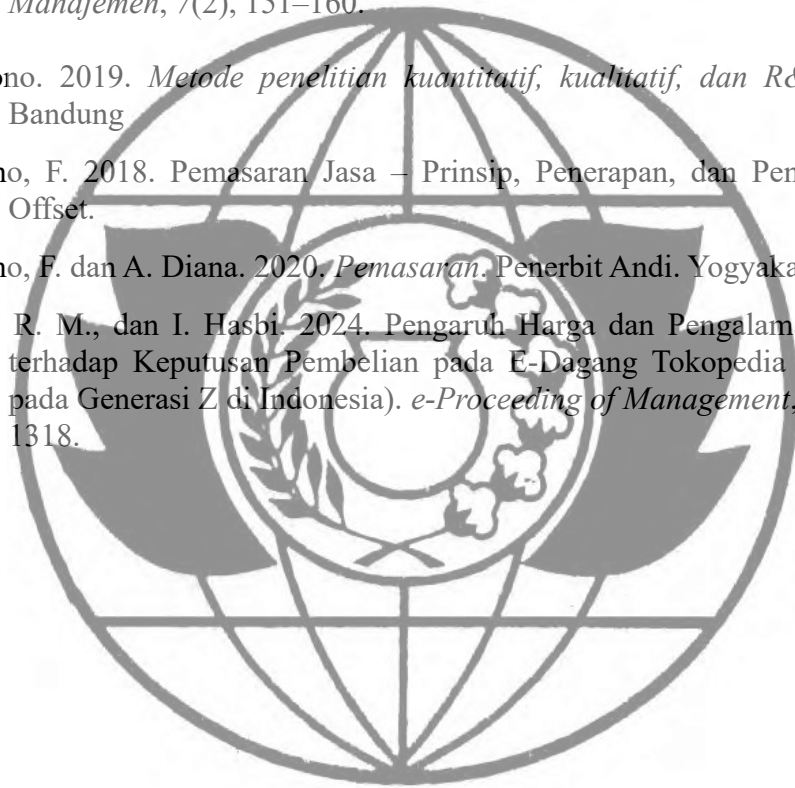 Manajemen, 7(2), 151–160.
ono. 2019. Metode penelitian kuantitatif, kualitatif, dan R&
Bandung
no, F. 2018. Pemasaran Jasa – Prinsip, Penerapan, dan Pen
Offset.
no, F. dan A. Diana. 2020. Pemasaran. Penerbit Andi. Yogyaka
R. M., dan I. Hasbi. 2024. Pengaruh Harga dan Pengalam
terhadap Keputusan Pembelian pada E-Dagang Tokopedia
pada Generasi Z di Indonesia). e-Proceeding of Management,
1318.